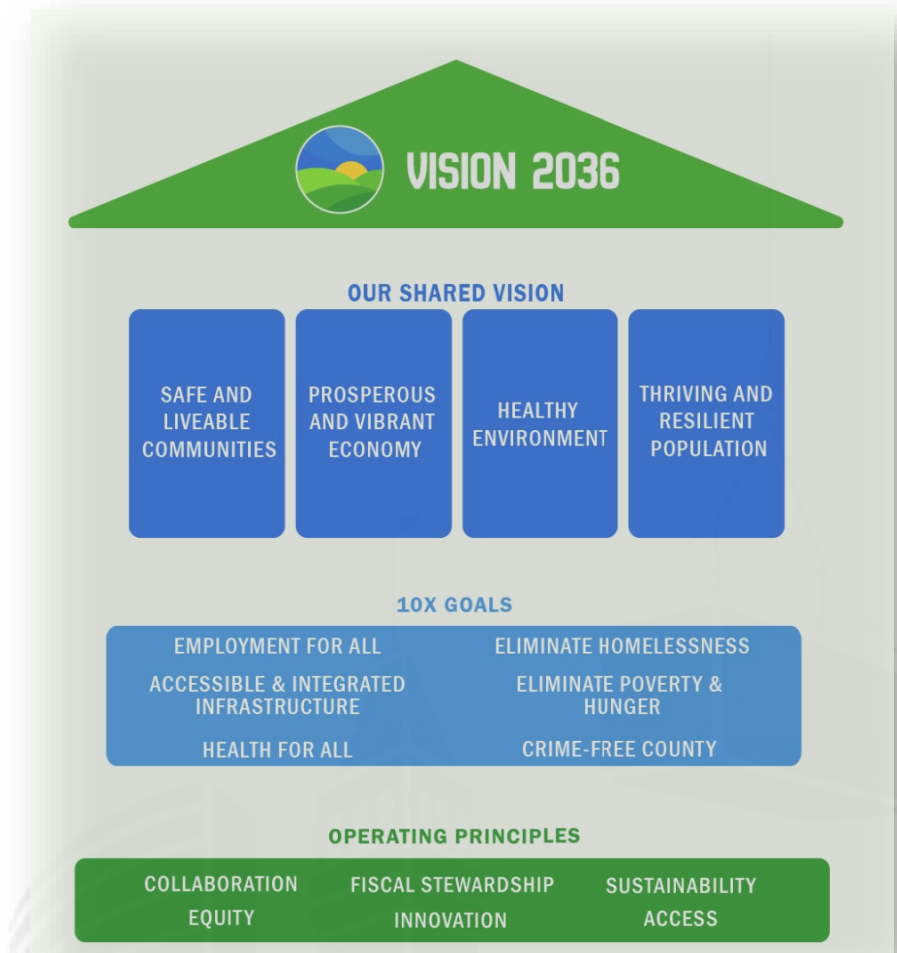 VISION 2036
OUR SHARED VISION
SAFE AND
LIVEABLE
COMMUNITIES
PROSPEROUS
AND VIBRANT
ECONOMY
HEALTHY
ENVIRONMENT
THRIVING AND
RESILIENT
POPULATION
10X GOALS
EMPLOYMENT FOR ALL
ELIMINATE HOMELESSNESS
ACCESSIBLE & INTEGRATED
INFRASTRUCTURE
ELIMINATE POVERTY &
HUNGER
HEALTH FOR ALL
CRIME-FREE COUNTY
OPERATING PRINCIPLES
COLLABORATION
FISCAL STEWARDSHIP
SUSTAINABILITY
EQUITY
INNOVATION
ACCESS